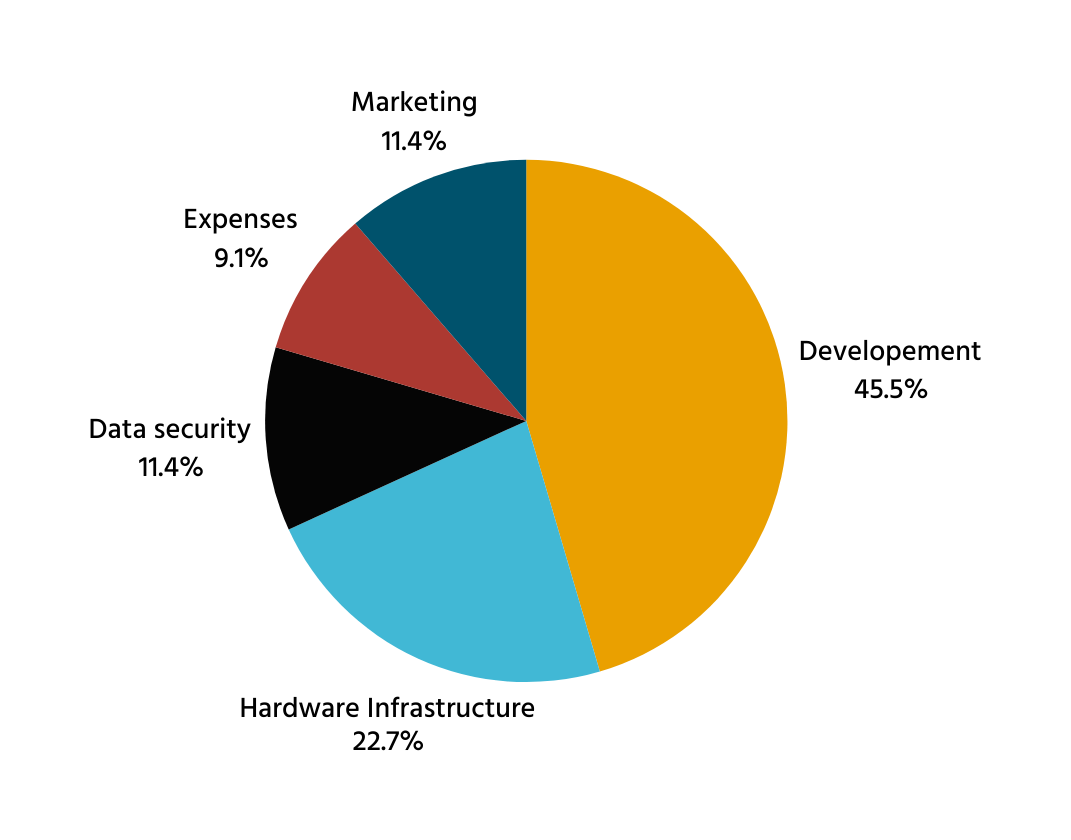 Marketing
11.4%
Expenses
9.1%
Developement
45.5%
Data security
11.4%
Hardware Infrastructure
22.7%